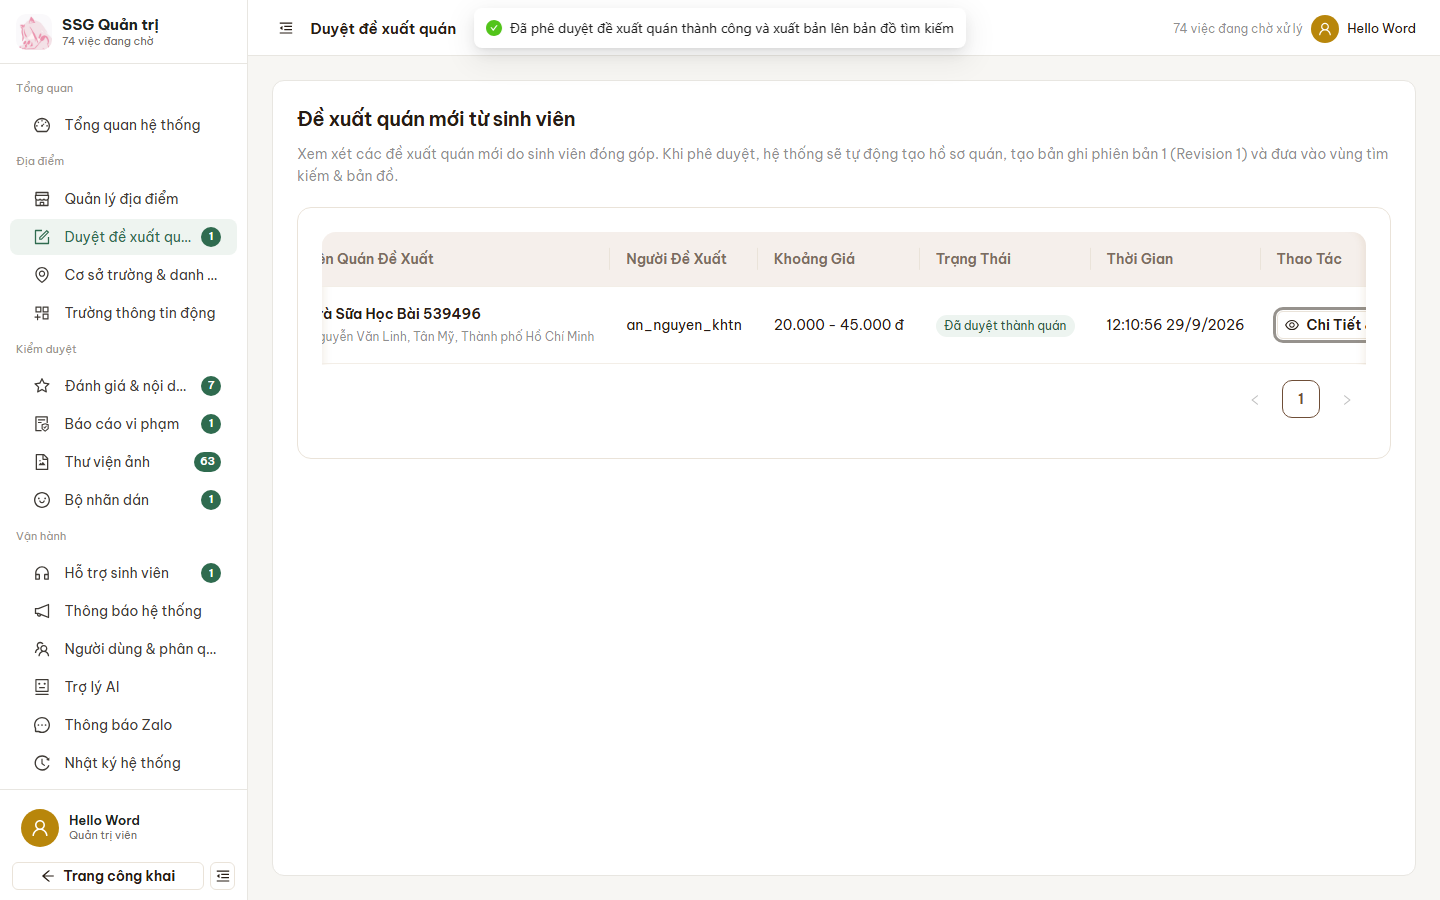 SSG Quản trị
74 việc đang chờ
Tổng quan
Tổng quan hệ thống
Địa điểm
Quản lý địa điểm
Duyệt đề xuất qu... 1
Cơ sở trường & danh ...
Trường thông tin động
Kiểm duyệt
Đánh giá & nội d... 7
Báo cáo vi phạm 1
Thư viện ảnh 63
Bộ nhãn dán 1
Vận hành
Hỗ trợ sinh viên 1
Thông báo hệ thống
Người dùng & phân q...
Trợ lý AI
Thông báo Zalo
Nhật ký hệ thống
Hello Word
Quản trị viên
Trang công khai
Duyệt đề xuất quán
Đã phê duyệt đề xuất quán thành công và xuất bản lên bản đồ tìm kiếm
74 việc đang chờ xử lý
Hello Word
Đề xuất quán mới từ sinh viên
Xem xét các đề xuất quán mới do sinh viên đóng góp. Khi phê duyệt, hệ thống sẽ tự động tạo hồ sơ quán, tạo bản ghi phiên bản 1 (Revision 1) và đưa vào vùng tìm
kiếm & bản đồ.
ên Quán Đề Xuất Người Đề Xuất Khoảng Giá Trạng Thái Thời Gian Thao Tác
rà Sữa Học Bài 539496
guyễn Văn Linh, Tân Mỹ, Thành phố Hồ Chí Minh
an_nguyen_khtn 20.000 - 45.000 đ Đã duyệt thành quán 12:10:56 29/9/2026 Chi Tiết
1